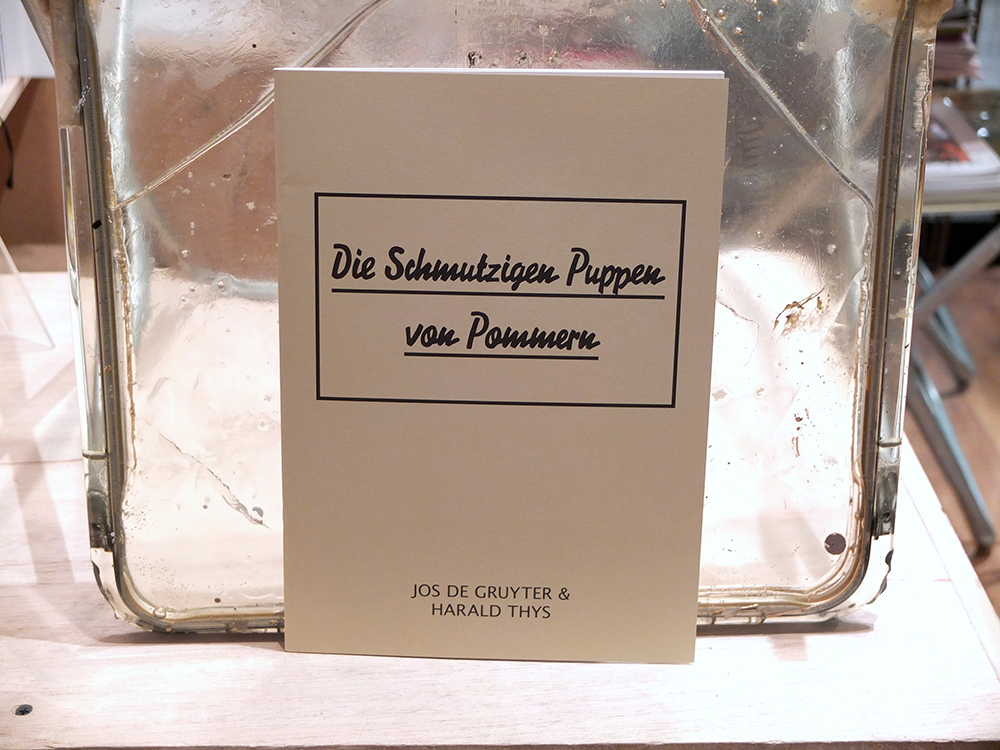 Die Schmutzigen Puppen
von Pommern
JOS DE GRUYTER &
HARALD THYS